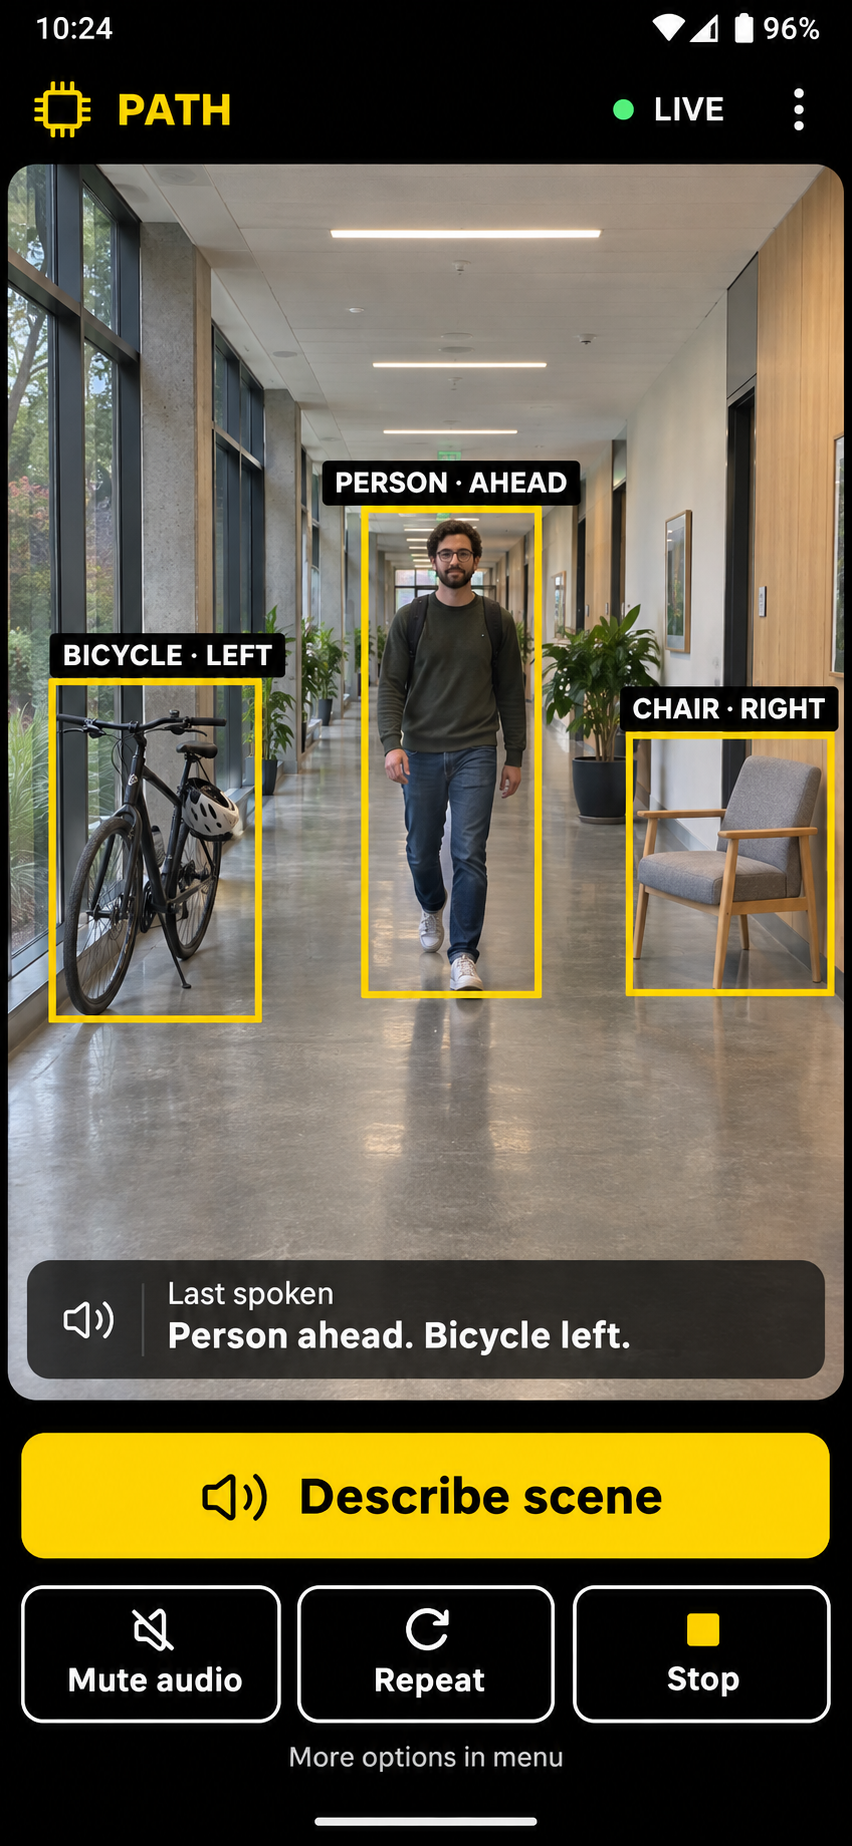 10:24
96%
PATH
LIVE
PERSON · AHEAD
BICYCLE · LEFT
CHAIR · RIGHT
Last spoken
Person ahead. Bicycle left.
Describe scene
Mute audio
Repeat
Stop
More options in menu